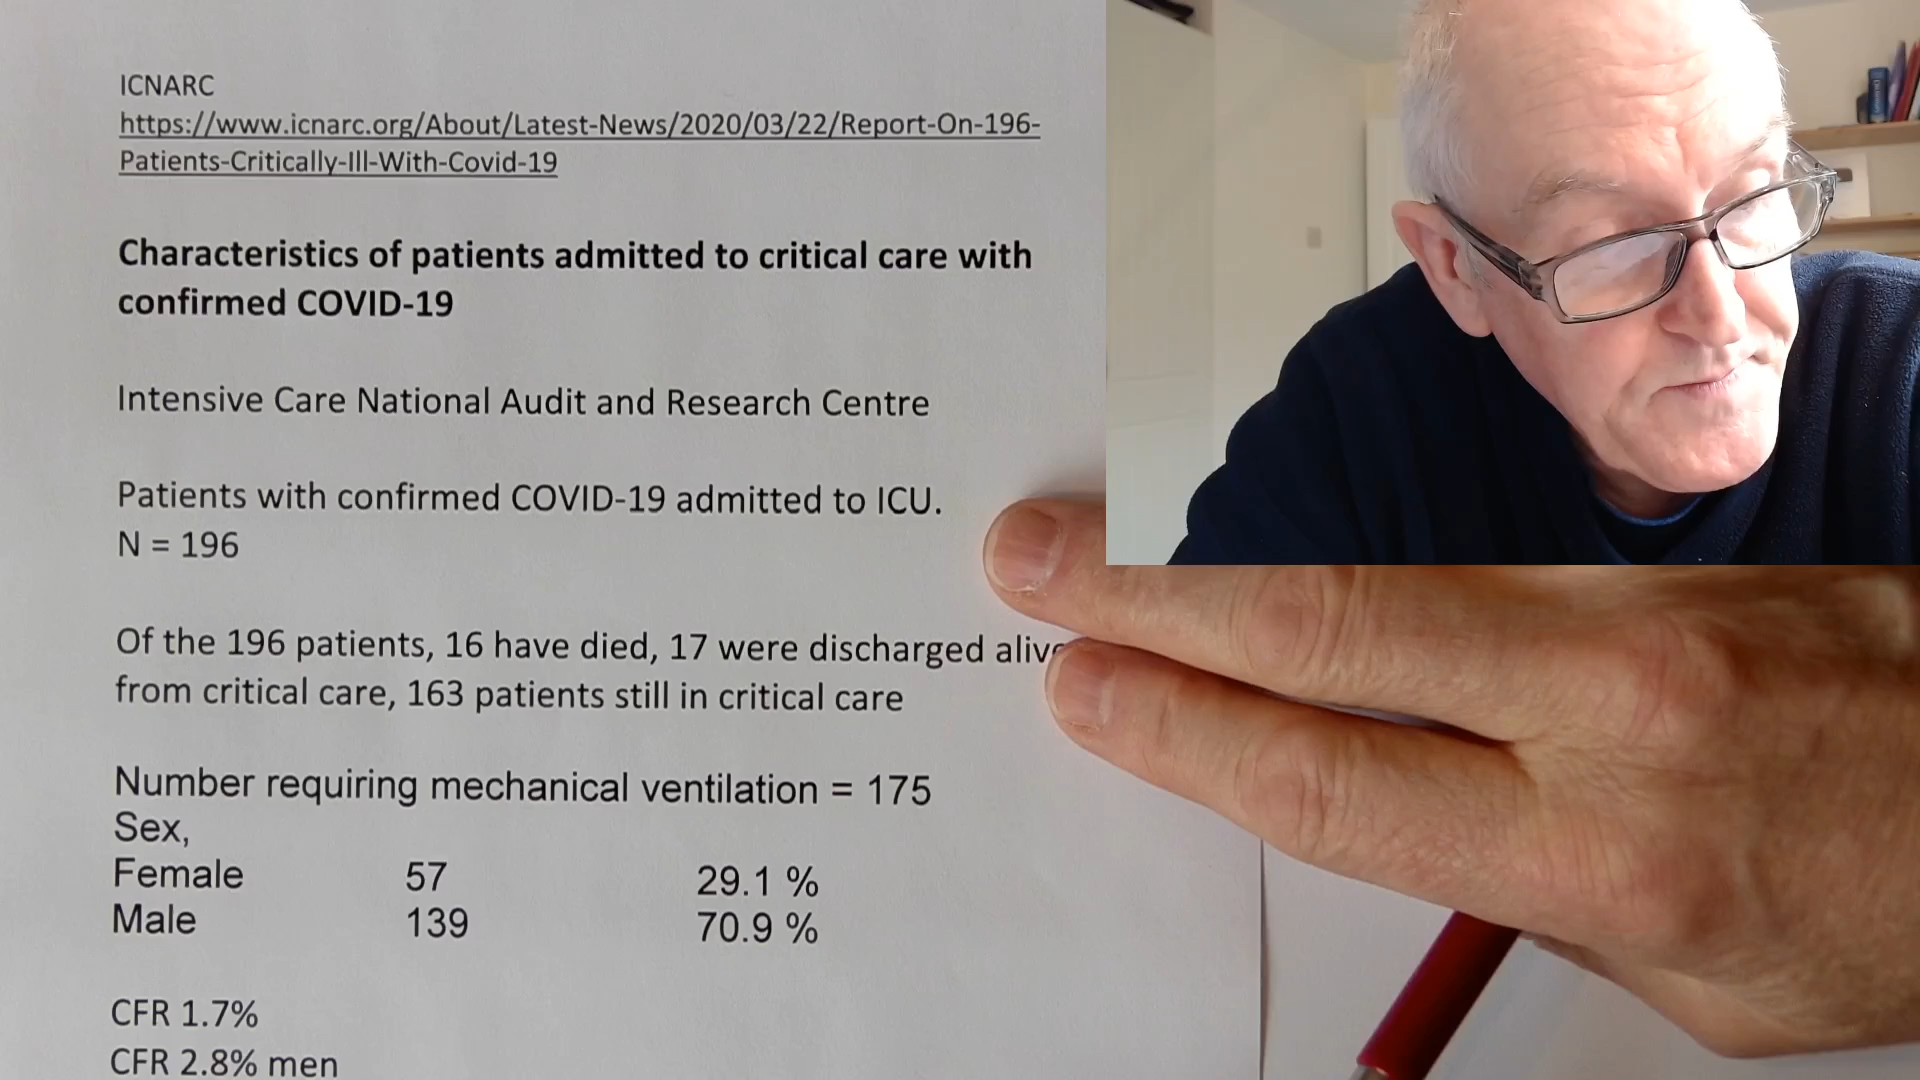 ICNARC
https://www.icnarc.org/About/Latest-News/2020/03/22/Report-On-196-
Patients-Critically-Ill-With-Covid-19
Characteristics of patients admitted to critical care with
confirmed COVID-19
Intensive Care National Audit and Research Centre
Patients with confirmed COVID-19 admitted to ICU.
N = 196
Of the 196 patients, 16 have died, 17 were discharged alive
from critical care, 163 patients still in critical care
Number requiring mechanical ventilation = 175
Sex,
Female 57 29.1 %
Male 139 70.9 %
CFR 1.7%
CFR 2.8% men